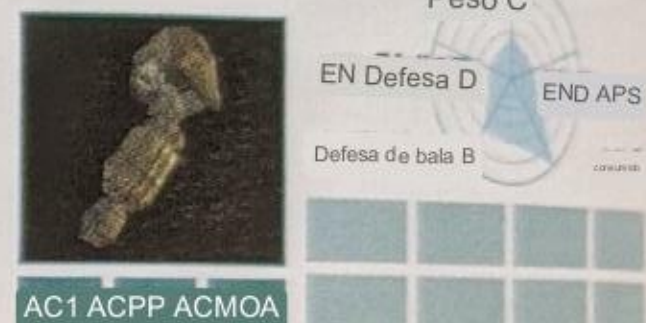 Peso C
EN Defesa D
END APS
Defesa de bala B
AC1 ACPP ACMOA